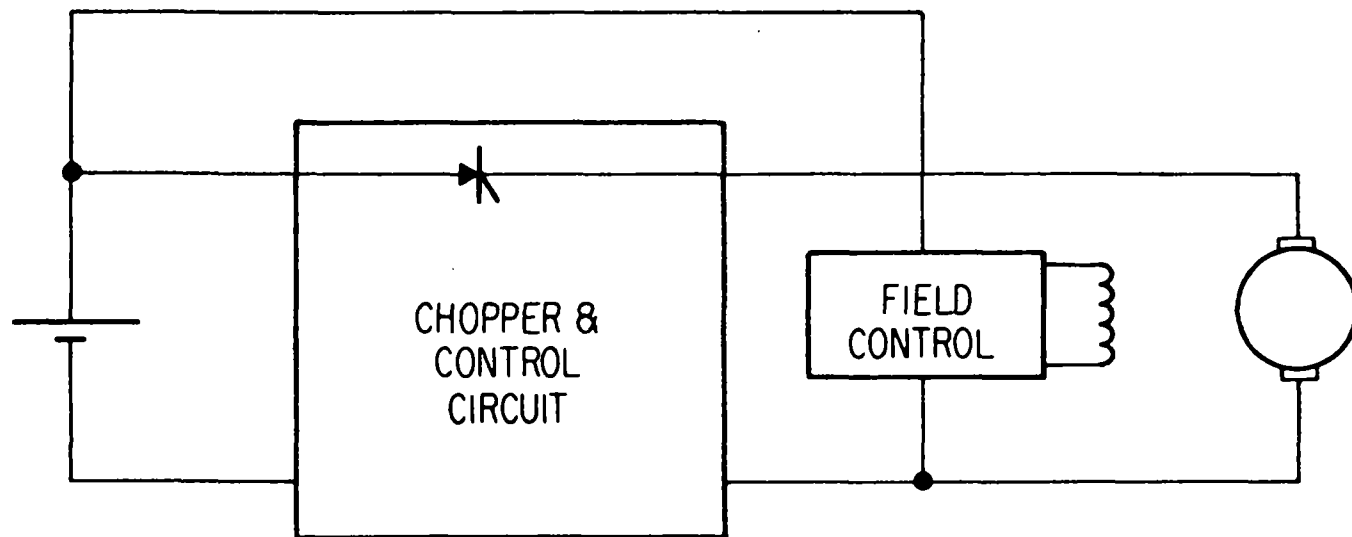 CHOPPER &
CONTROL
CIRCUIT
FIELD
CONTROL